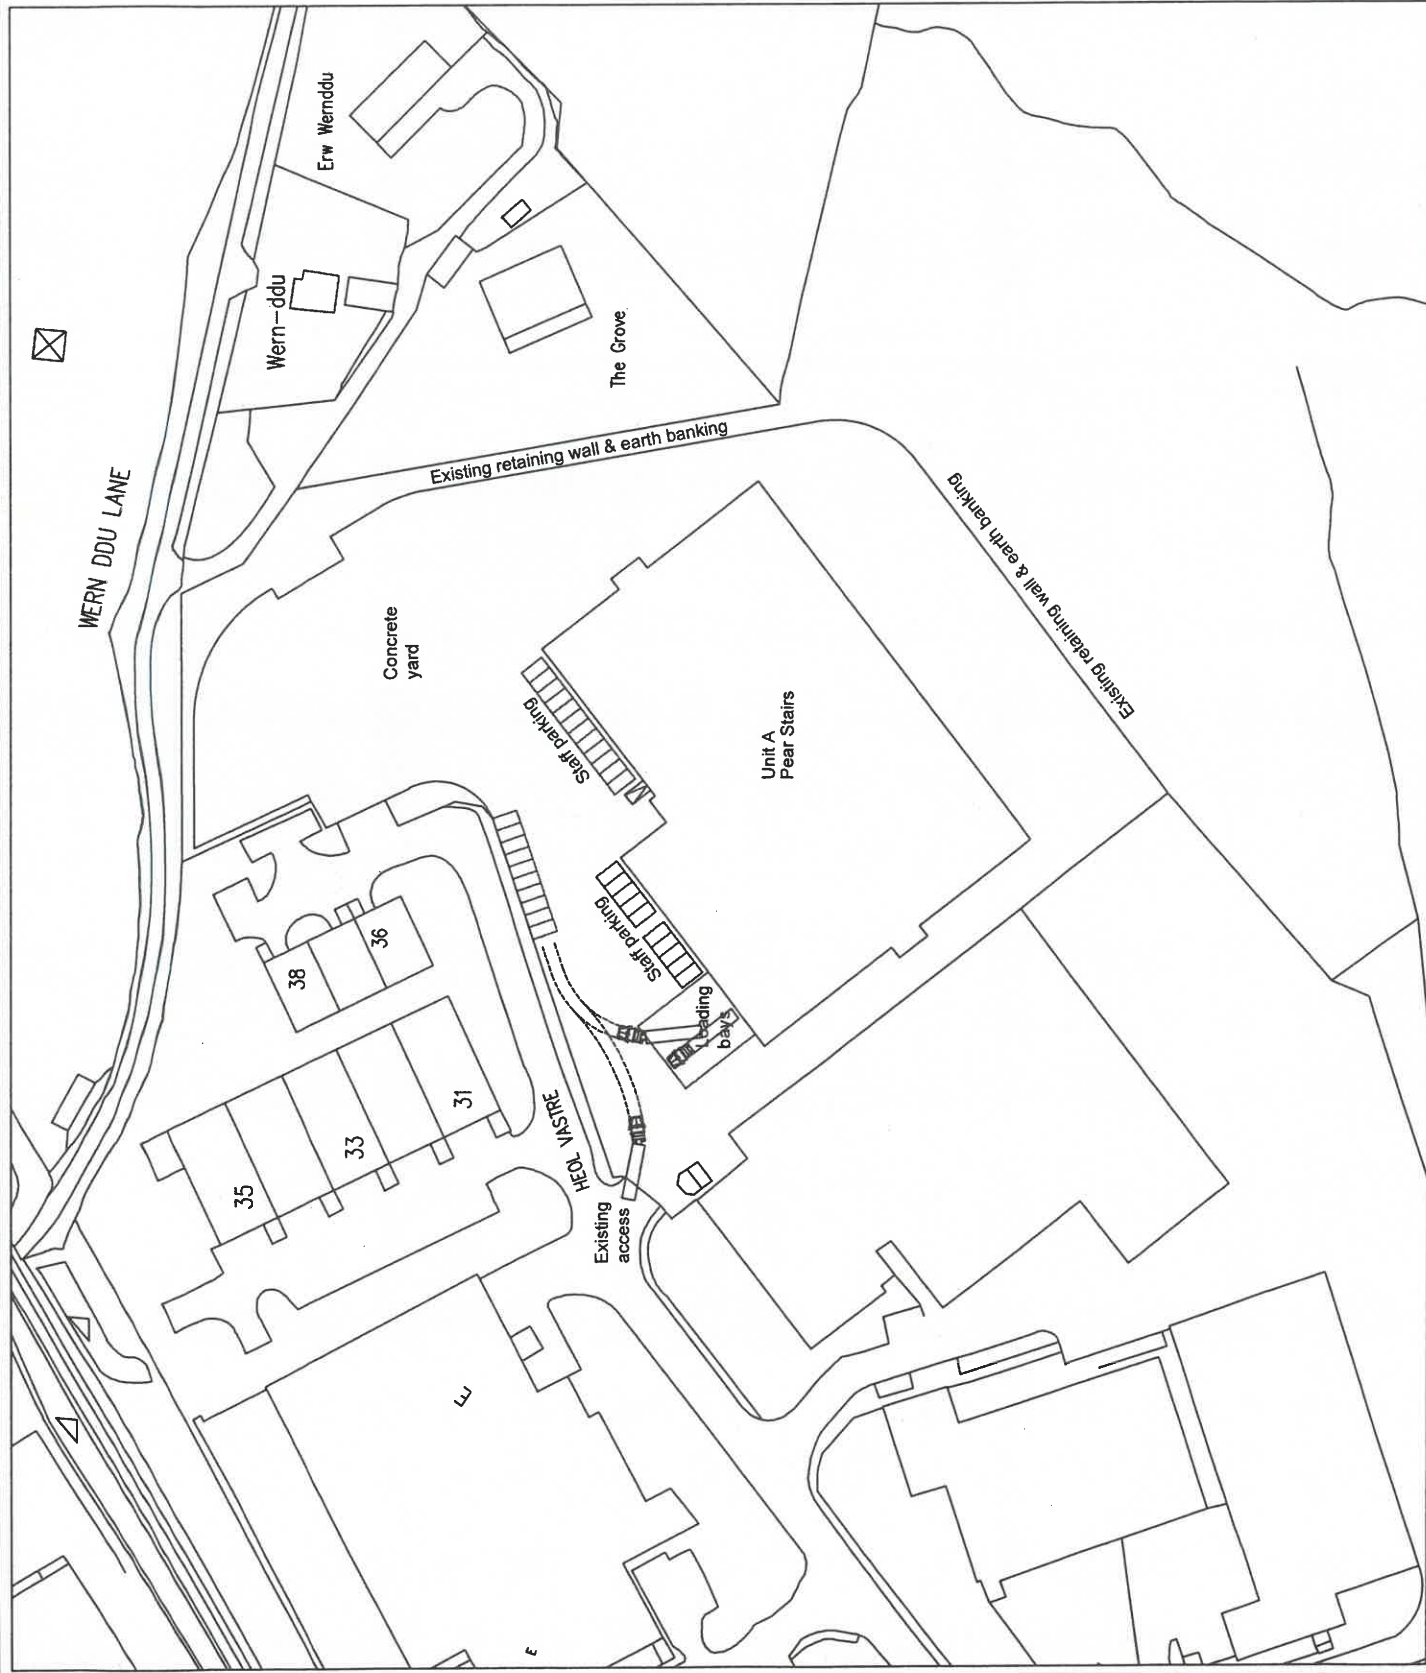 WERN DDU LANE
Erw Wernddu
Wern-ddu
The Grove
Existing retaining wall & earth banking
Existing retaining wall & earth banking
Concrete
yard
Staff parking
Unit A
Pear Stairs
Staff parking
Loading
bays
38
36
35
33
31
HEOL VASTRE
Existing
access
E